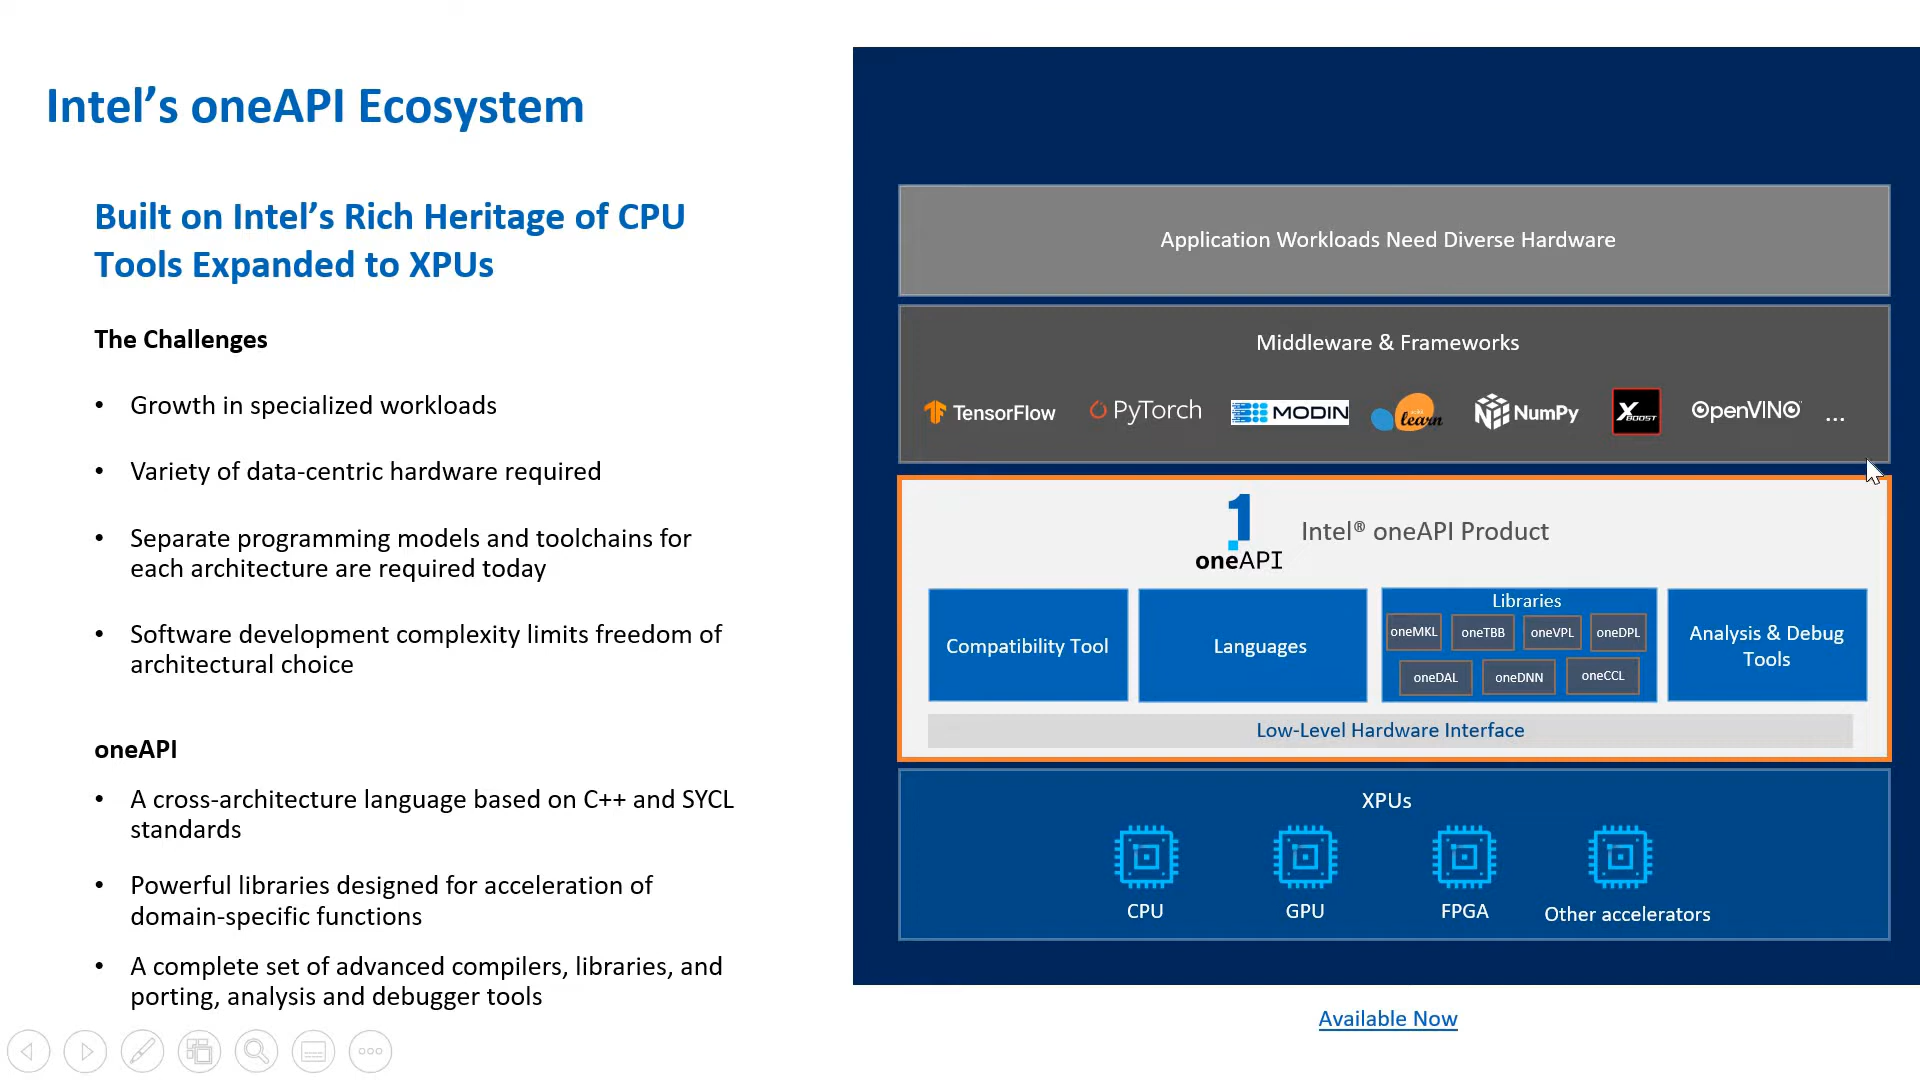 Intel's oneAPI Ecosystem
Built on Intel's Rich Heritage of CPU
Tools Expanded to XPUs
The Challenges
• Growth in specialized workloads
• Variety of data-centric hardware required
• Separate programming models and toolchains for
each architecture are required today
• Software development complexity limits freedom of
architectural choice
oneAPI
• A cross-architecture language based on C++ and SYCL
standards
• Powerful libraries designed for acceleration of
domain-specific functions
• A complete set of advanced compilers, libraries, and
porting, analysis and debugger tools
Application Workloads Need Diverse Hardware
Middleware & Frameworks
TensorFlow PyTorch MODIN learn NumPy XBOOST OpenVINO ...
1
oneAPI
Intel® oneAPI Product
Compatibility Tool
Languages
Libraries
oneMKL oneTBB oneVPL oneDPL
oneDAL oneDNN oneCCL
Analysis & Debug
Tools
Low-Level Hardware Interface
XPUs
CPU GPU FPGA Other accelerators
Available Now